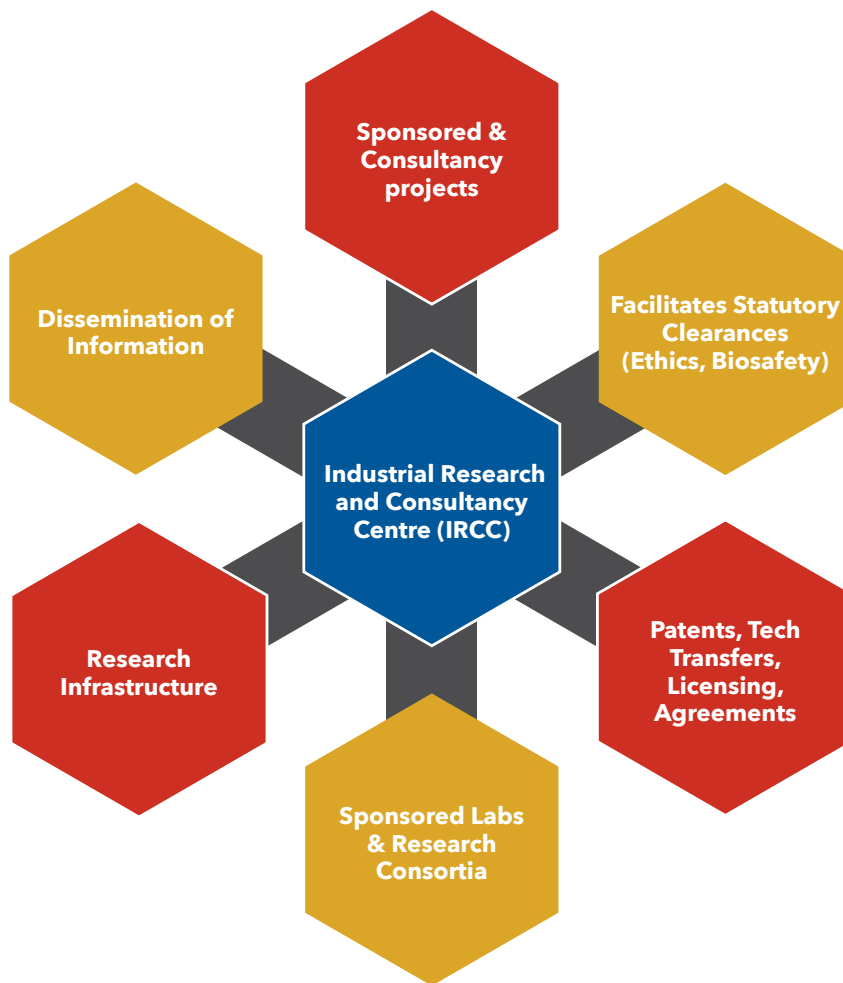 Sponsored &
Consultancy
projects
Dissemination of
Information
Facilitates Statutory
Clearances
(Ethics, Biosafety)
Industrial Research
and Consultancy
Centre (IRCC)
Research
Infrastructure
Patents, Tech
Transfers,
Licensing,
Agreements
Sponsored Labs
& Research
Consortia